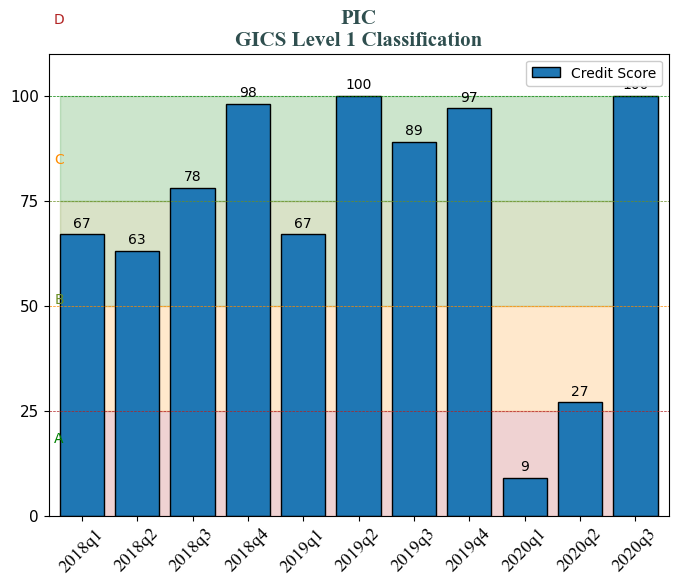 D
PIC
GICS Level 1 Classification
Credit Score
100
75
50
25
0
C
B
A
67
63
78
98
67
100
89
97
9
27
2018q1
2018q2
2018q3
2018q4
2019q1
2019q2
2019q3
2019q4
2020q1
2020q2
2020q3